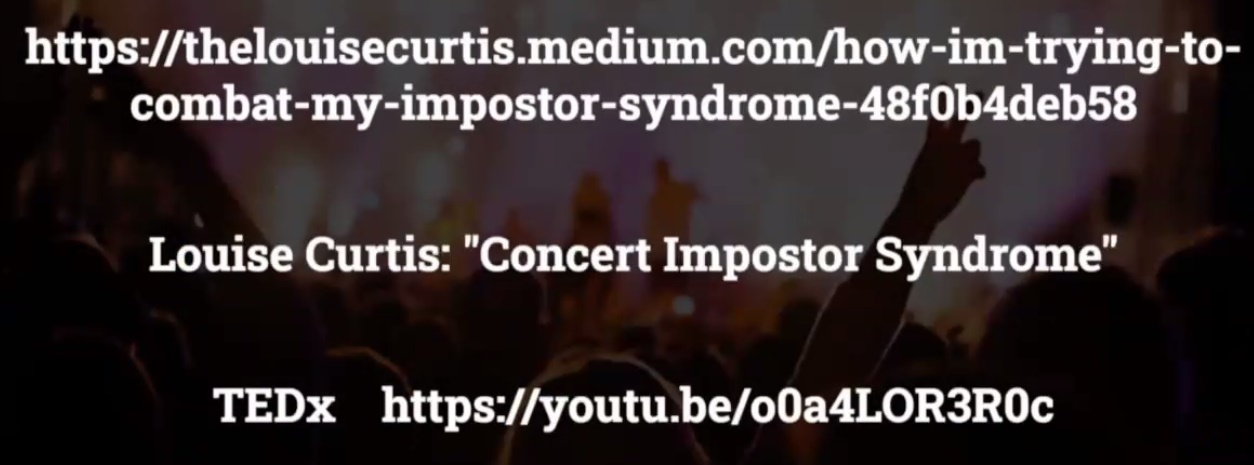 https://thelouisecurtis.medium.com/how-im-trying-to-
combat-my-impostor-syndrome-48f0b4deb58
Louise Curtis: "Concert Impostor Syndrome"
TEDx https://youtu.be/o0a4LOR3R0c